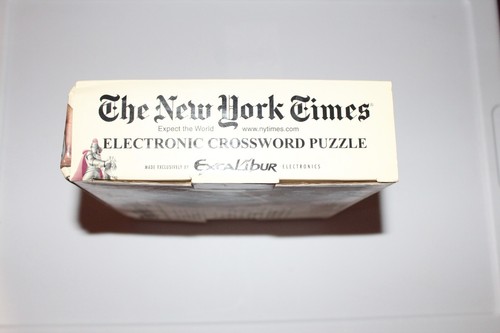 The New York Times
Expect the World www.nytimes.com
ELECTRONIC CROSSWORD PUZZLE
MADE EXCLUSIVELY BY Excalibur ELECTRONICS